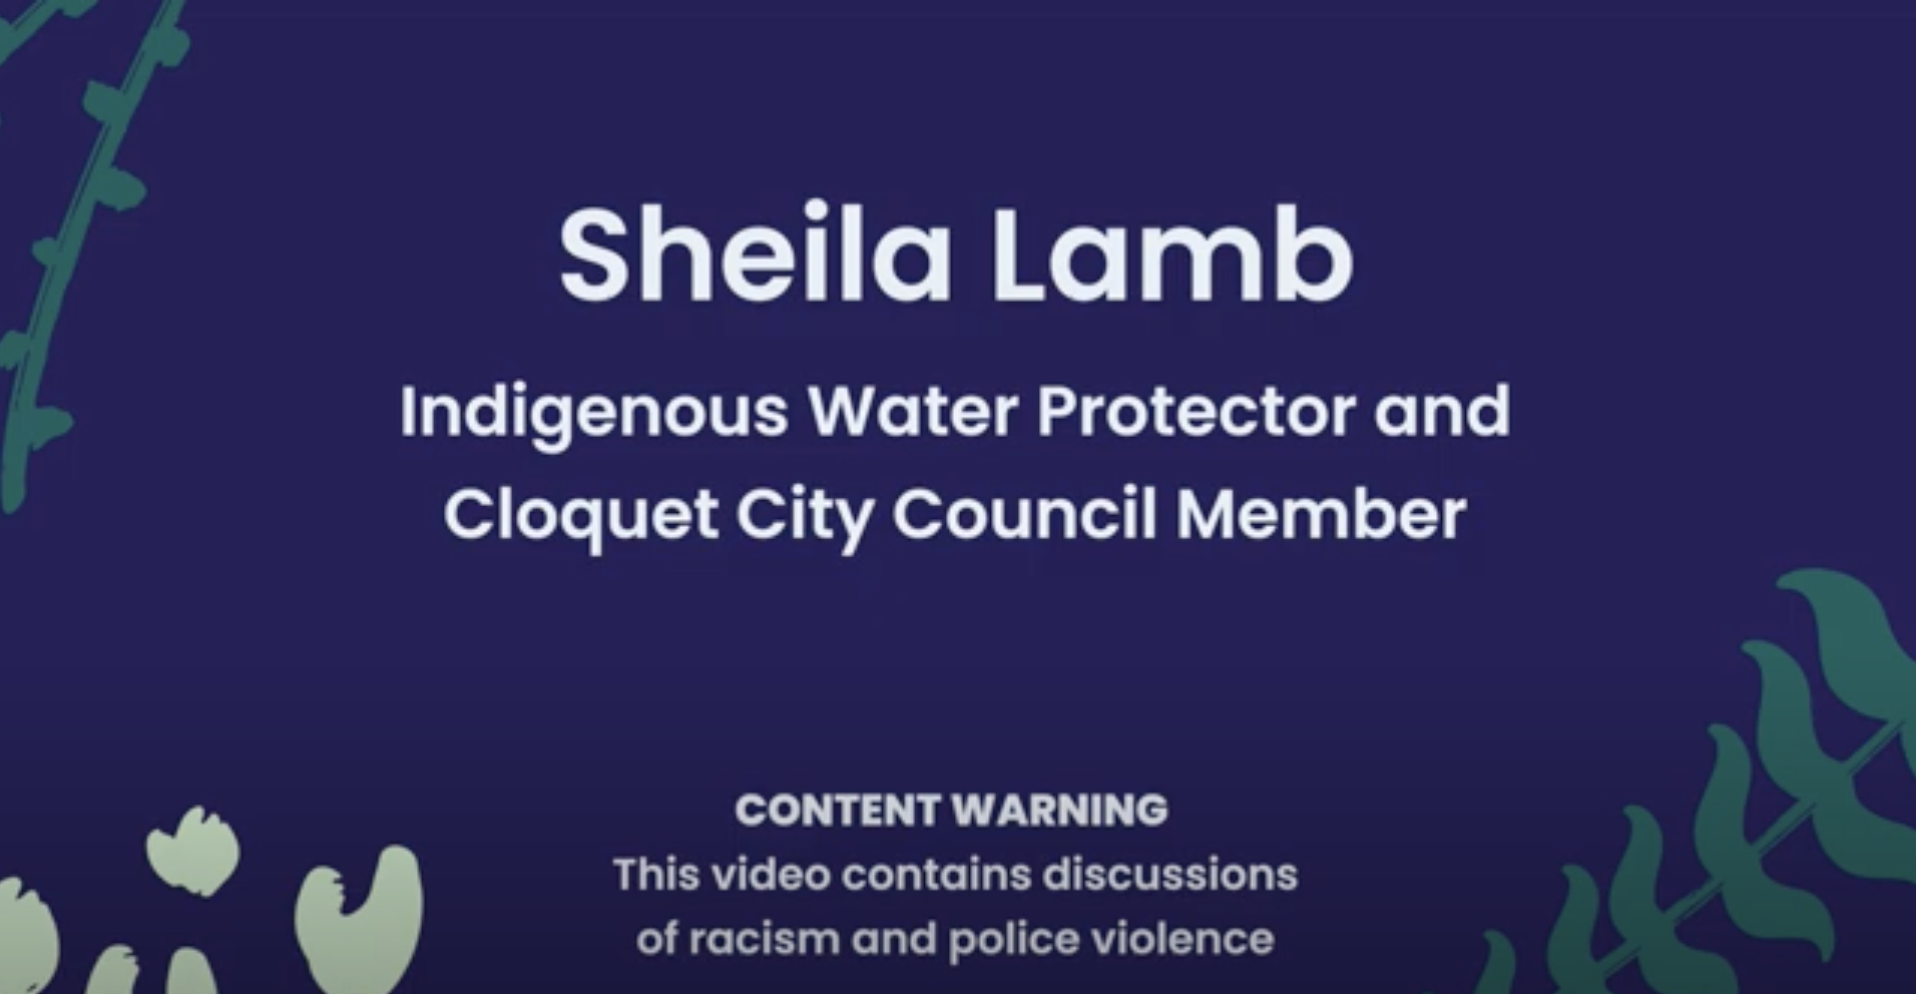 Sheila Lamb
Indigenous Water Protector and
Cloquet City Council Member
CONTENT WARNING
This video contains discussions
of racism and police violence